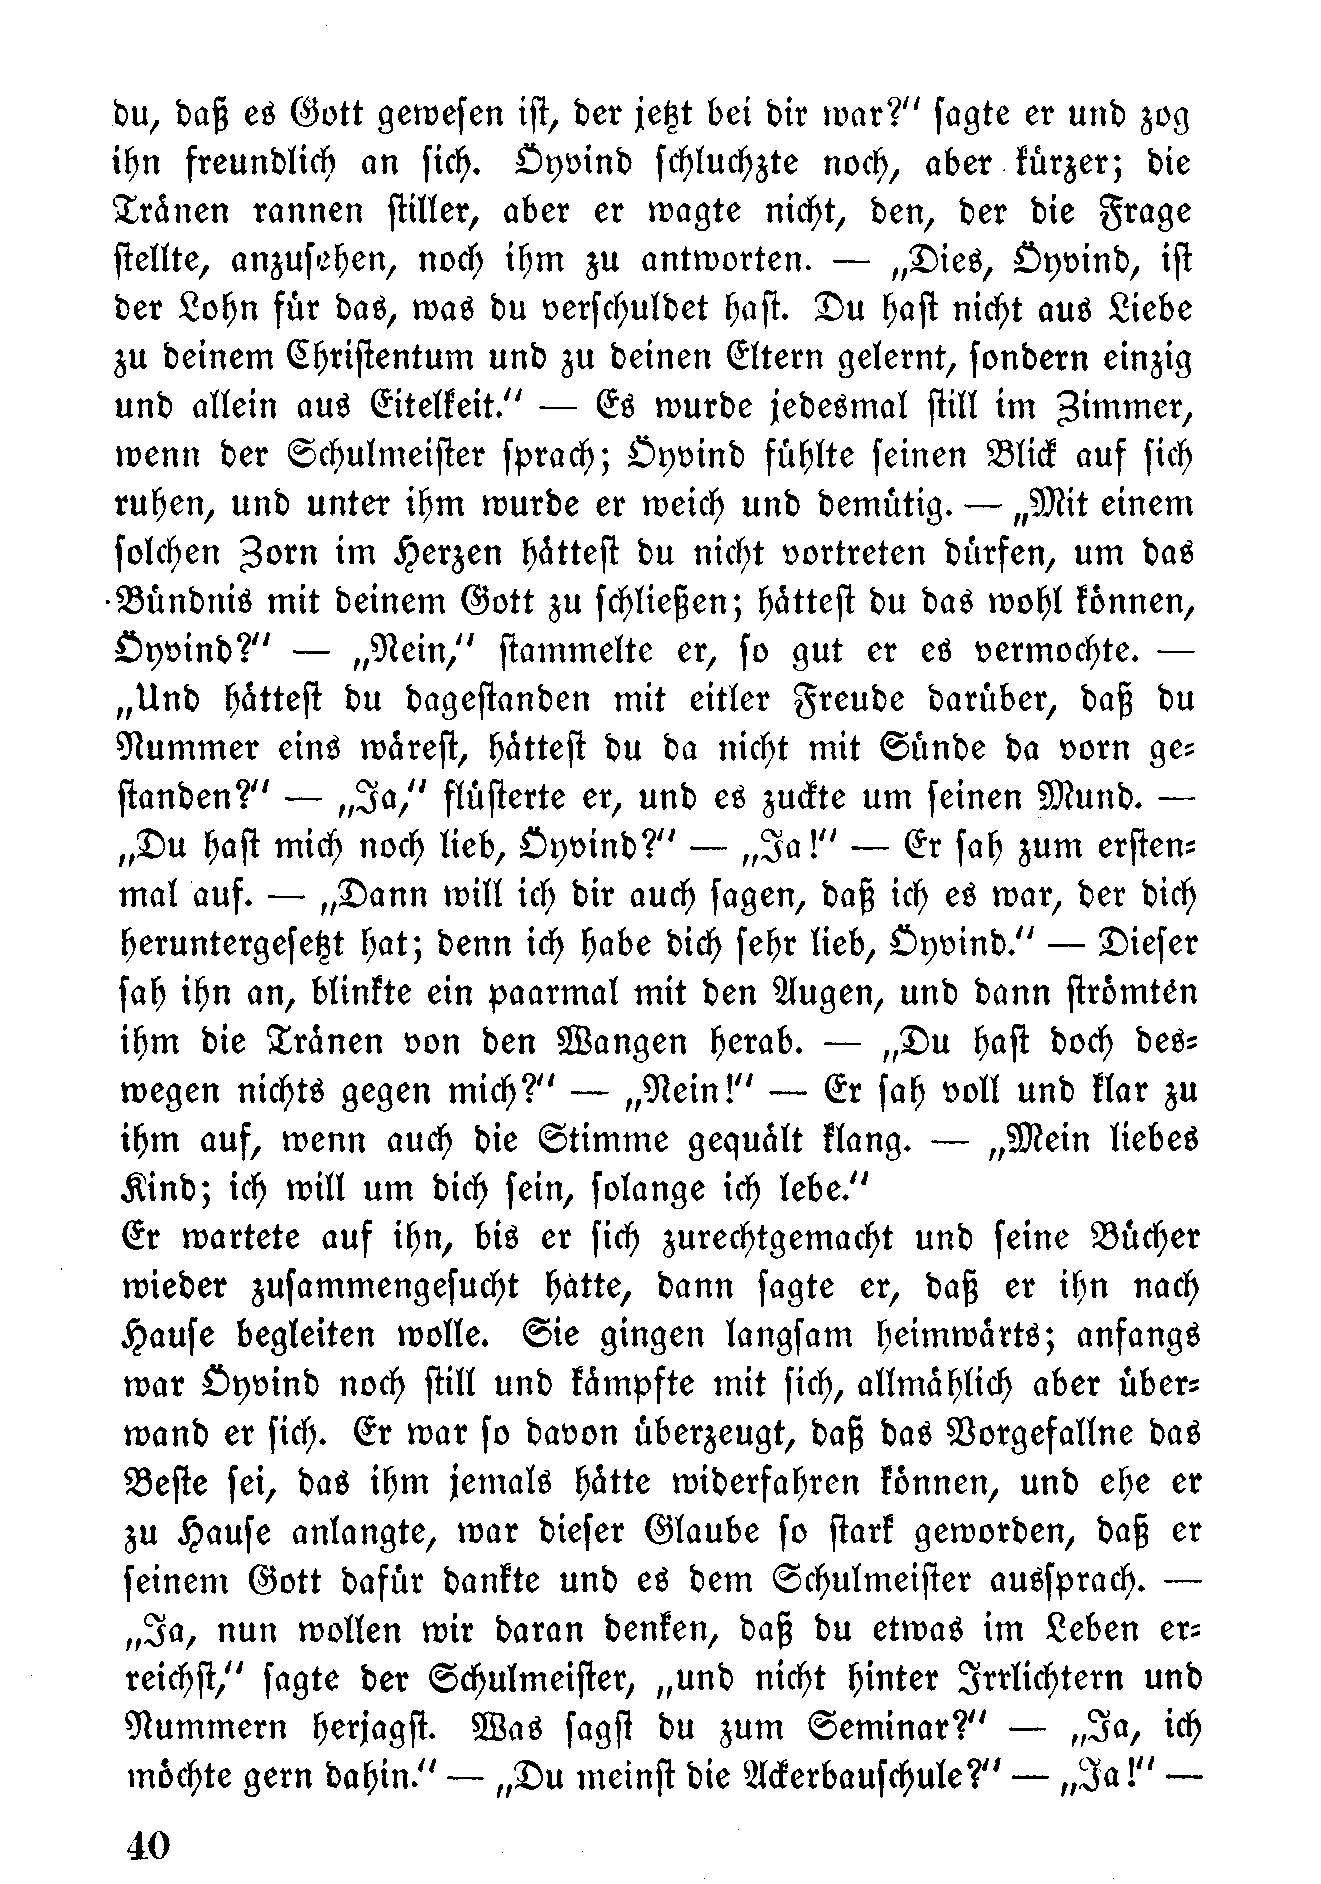 du, daß es Gott gewesen ist, der jetzt bei dir war?“ sagte er und zog
ihn freundlich an sich. Öyvind schluchzte noch, aber kürzer; die
Tränen rannen stiller, aber er wagte nicht, den, der die Frage
stellte, anzusehen, noch ihm zu antworten. — „Dies, Öyvind, ist
der Lohn für das, was du verschuldet hast. Du hast nicht aus Liebe
zu deinem Christentum und zu deinen Eltern gelernt, sondern einzig
und allein aus Eitelkeit.“ — Es wurde jedesmal still im Zimmer,
wenn der Schulmeister sprach; Öyvind fühlte seinen Blick auf sich
ruhen, und unter ihm wurde er weich und demütig. — „Mit einem
solchen Zorn im Herzen hättest du nicht vortreten dürfen, um das
Bündnis mit deinem Gott zu schließen; hättest du das wohl können,
Öyvind?“ — „Nein,“ stammelte er, so gut er es vermochte. —
„Und hättest du dagestanden mit eitler Freude darüber, daß du
Nummer eins wärest, hättest du da nicht mit Sünde da vorn ge-
standen?“ — „Ja,“ flüsterte er, und es zuckte um seinen Mund. —
„Du hast mich noch lieb, Öyvind?“ — „Ja!“ — Er sah zum ersten-
mal auf. — „Dann will ich dir auch sagen, daß ich es war, der dich
heruntergesetzt hat; denn ich habe dich sehr lieb, Öyvind.“ — Dieser
sah ihn an, blinkte ein paarmal mit den Augen, und dann strömten
ihm die Tränen von den Wangen herab. — „Du hast doch des-
wegen nichts gegen mich?“ — „Nein!“ — Er sah voll und klar zu
ihm auf, wenn auch die Stimme gequält klang. — „Mein liebes
Kind; ich will um dich sein, solange ich lebe.“
Er wartete auf ihn, bis er sich zurechtgemacht und seine Bücher
wieder zusammengesucht hatte, dann sagte er, daß er ihn nach
Hause begleiten wolle. Sie gingen langsam heimwärts; anfangs
war Öyvind noch still und kämpfte mit sich, allmählich aber über-
wand er sich. Er war so davon überzeugt, daß das Vorgefallne das
Beste sei, das ihm jemals hätte widerfahren können, und ehe er
zu Hause anlangte, war dieser Glaube so stark geworden, daß er
seinem Gott dafür dankte und es dem Schulmeister aussprach. —
„Ja, nun wollen wir daran denken, daß du etwas im Leben er-
reichst,“ sagte der Schulmeister, „und nicht hinter Irrlichtern und
Nummern herjagst. Was sagst du zum Seminar?“ — „Ja, ich
möchte gern dahin.“ — „Du meinst die Ackerbauschule?“ — „Ja!“ —
40